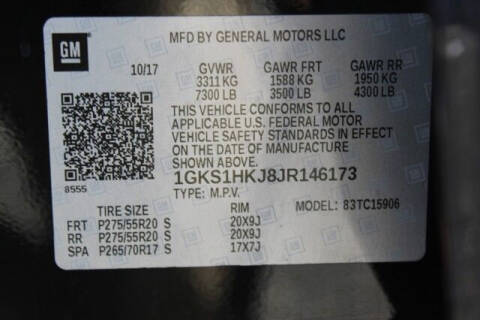 GM
MFD BY GENERAL MOTORS LLC
10/17 GVWR GAWR FRT GAWR RR
3311 KG 1588 KG 1950 KG
7300 LB 3500 LB 4300 LB
THIS VEHICLE CONFORMS TO ALL
APPLICABLE U.S. FEDERAL MOTOR
VEHICLE SAFETY STANDARDS IN EFFECT
ON THE DATE OF MANUFACTURE
SHOWN ABOVE.
8555
1GKS1HKJ8JR146173
TYPE: M.P.V.
TIRE SIZE RIM MODEL: 83TC15906
FRT P275/55R20 S 20X9J
RR P275/55R20 S 20X9J
SPA P265/70R17 S 17X7J